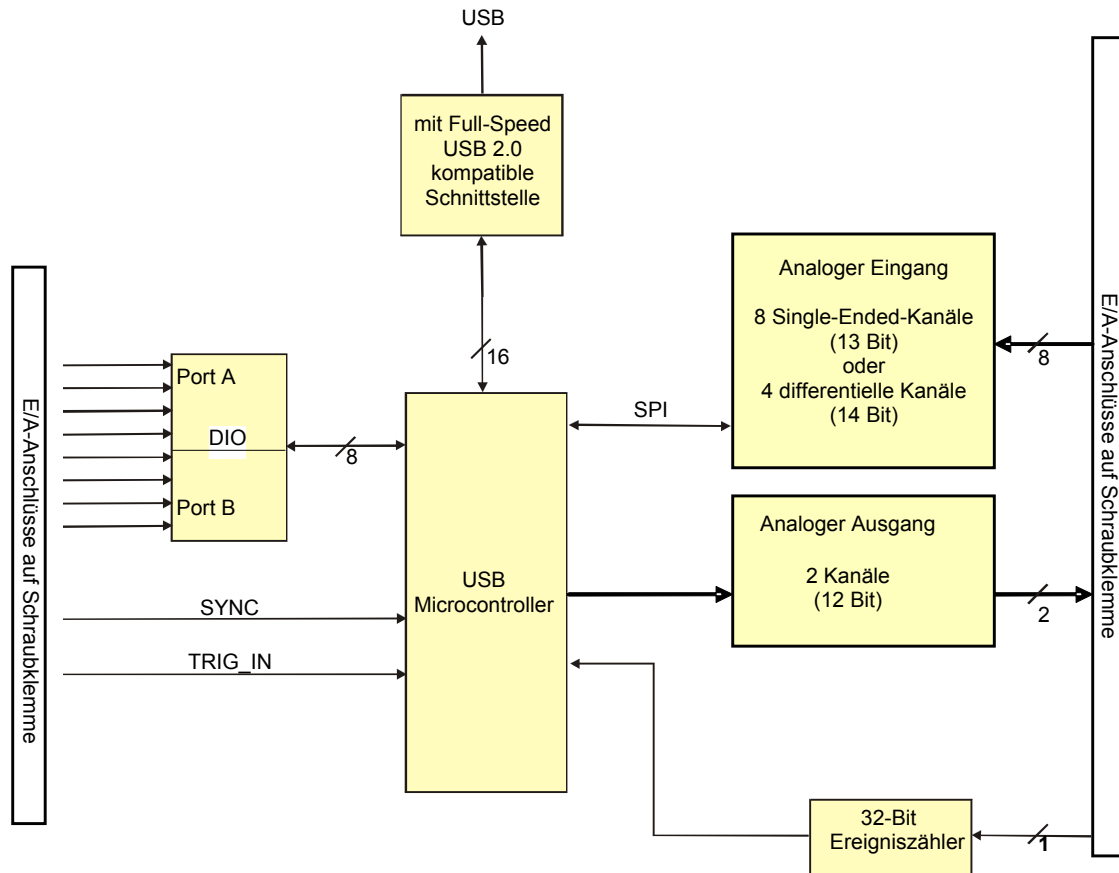 USB
mit Full-Speed
USB 2.0
kompatible
Schnittstelle
16
E/A-Anschlüsse auf Schraubklemme
Port A
DIO
Port B
8
SYNC
TRIG_IN
USB
Microcontroller
SPI
Analoger Eingang
8 Single-Ended-Kanäle
(13 Bit)
oder
4 differentielle Kanäle
(14 Bit)
8
Analoger Ausgang
2 Kanäle
(12 Bit)
2
32-Bit
Ereigniszähler
1
E/A-Anschlüsse auf Schraubklemme